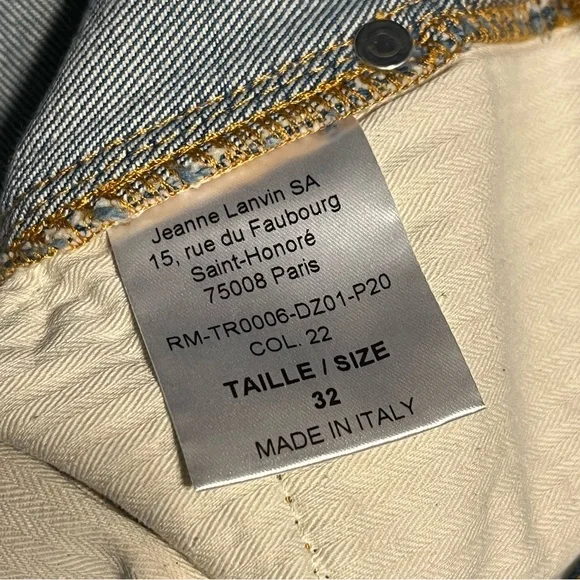 Jeanne Lanvin SA
15, rue du Faubourg
Saint-Honoré
75008 Paris
RM-TR0006-DZ01-P20
COL. 22
TAILLE / SIZE
32
MADE IN ITALY